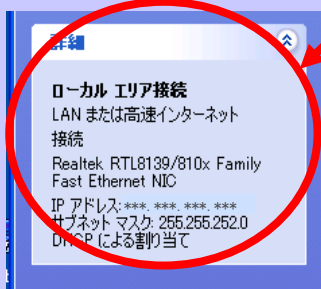 詳細
ローカル エリア接続
LAN または高速インターネット
接続
Realtek RTL8139/810x Family
Fast Ethernet NIC
IP アドレス: ***. ***. ***. ***
サブネット マスク: 255.255.252.0
DHCP による割り当て